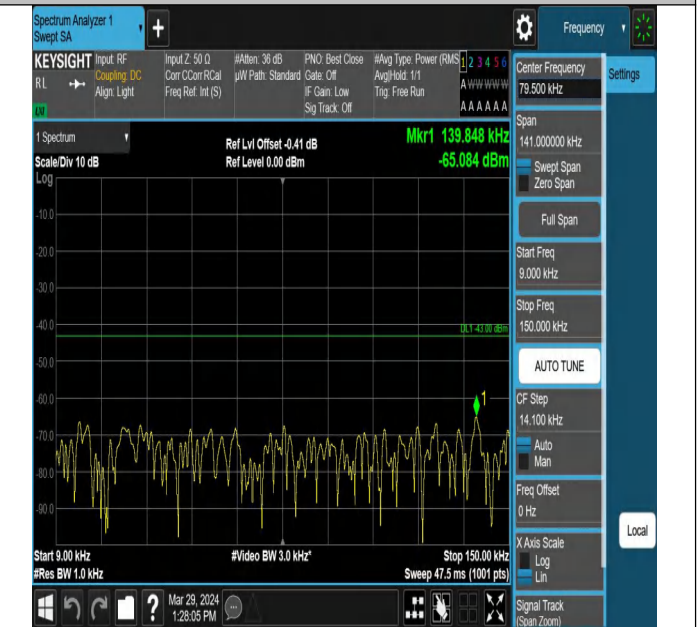 Spectrum Analyzer 1
Swept SA
+
Frequency
KEYSIGHT
RL
Input: RF
Coupling: DC
Align: Light
Input Z: 50 Ω
Corr CCorr RCal
Freq Ref: Int (S)
#Atten: 36 dB
µW Path: Standard
PNO: Best Close
Gate: Off
IF Gain: Low
Sig Track: Off
#Avg Type: Power (RMS
Avg|Hold: 1/1
Trig: Free Run
1 2 3 4 5 6
A W W W W W
A A A A A A
1 Spectrum
Scale/Div 10 dB
Log
Ref Lvl Offset -0.41 dB
Ref Level 0.00 dBm
Mkr1 139.848 kHz
-65.084 dBm
-10.0
-20.0
-30.0
-40.0
DL1 -43.00 dBm
-50.0
-60.0
1
-70.0
-80.0
-90.0
Start 9.00 kHz
#Res BW 1.0 kHz
#Video BW 3.0 kHz*
Stop 150.00 kHz
Sweep 47.5 ms (1001 pts)
?
Mar 29, 2024
1:28:05 PM
Center Frequency
79.500 kHz
Settings
Span
141.000000 kHz
Swept Span
Zero Span
Full Span
Start Freq
9.000 kHz
Stop Freq
150.000 kHz
AUTO TUNE
CF Step
14.100 kHz
Auto
Man
Freq Offset
0 Hz
X Axis Scale
Log
Lin
Local
Signal Track
(Span Zoom)